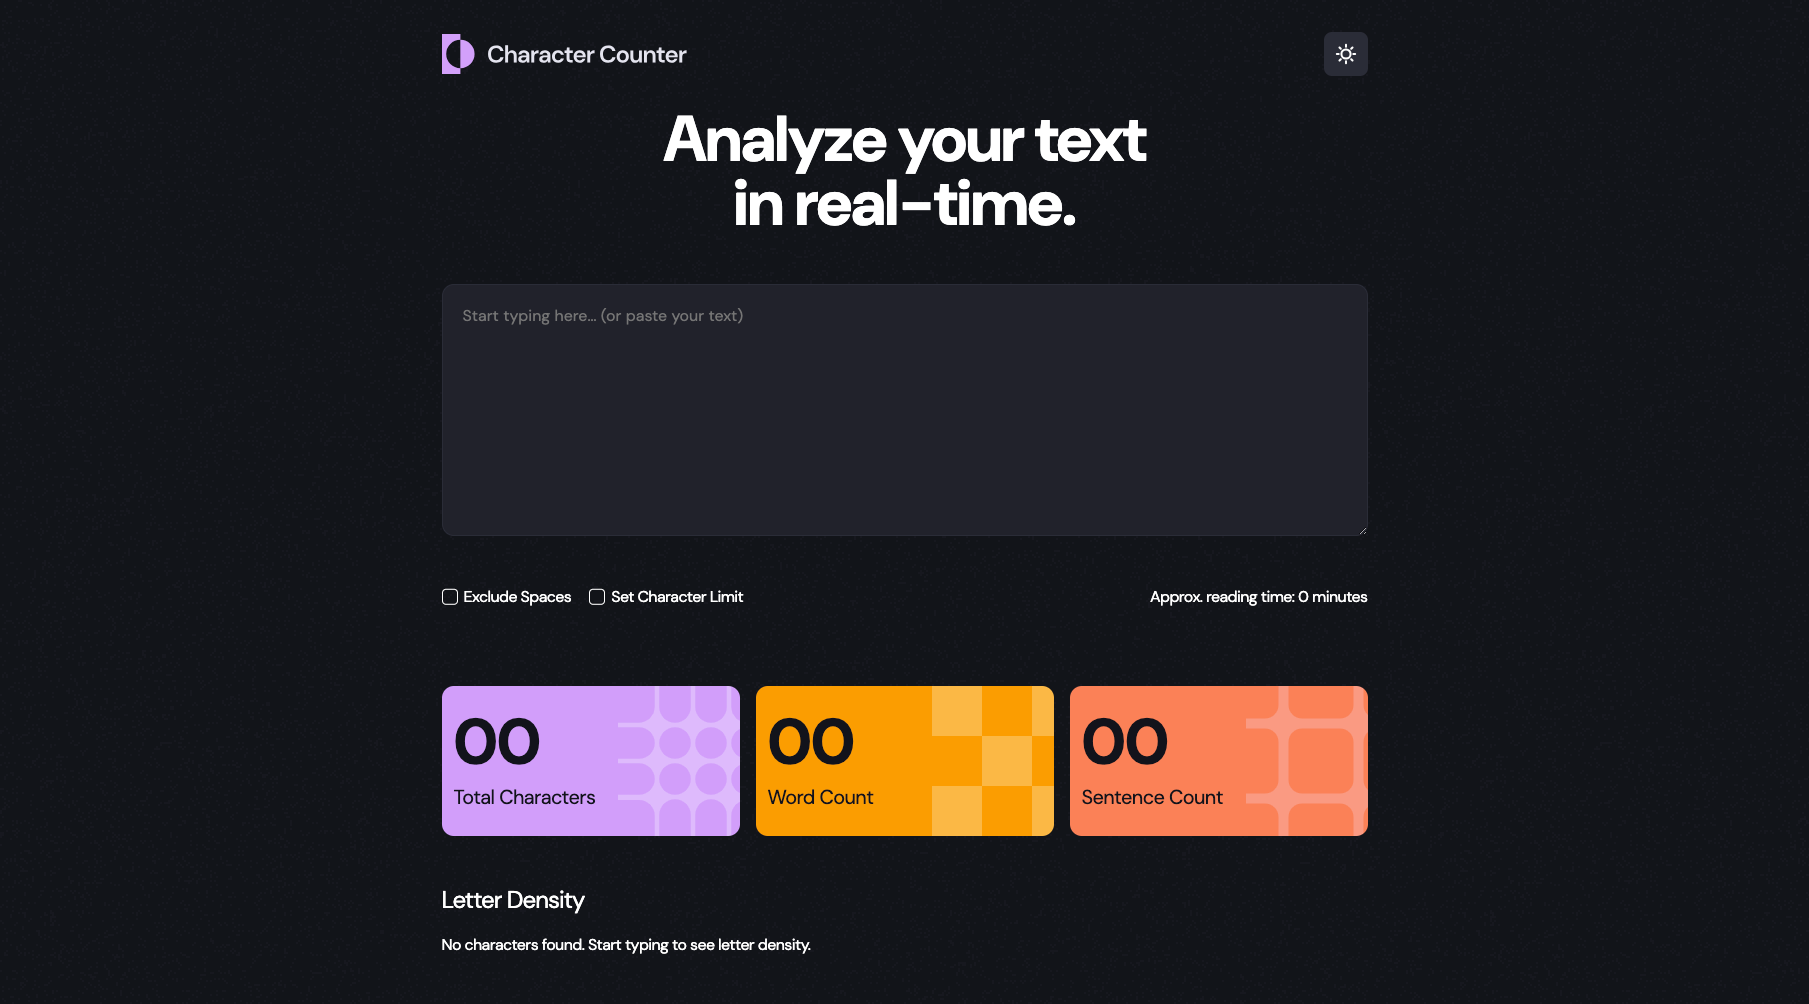 Character Counter
Analyze your text
in real-time.
Start typing here... (or paste your text)
Exclude Spaces
Set Character Limit
Approx. reading time: 0 minutes
00
Total Characters
00
Word Count
00
Sentence Count
Letter Density
No characters found. Start typing to see letter density.